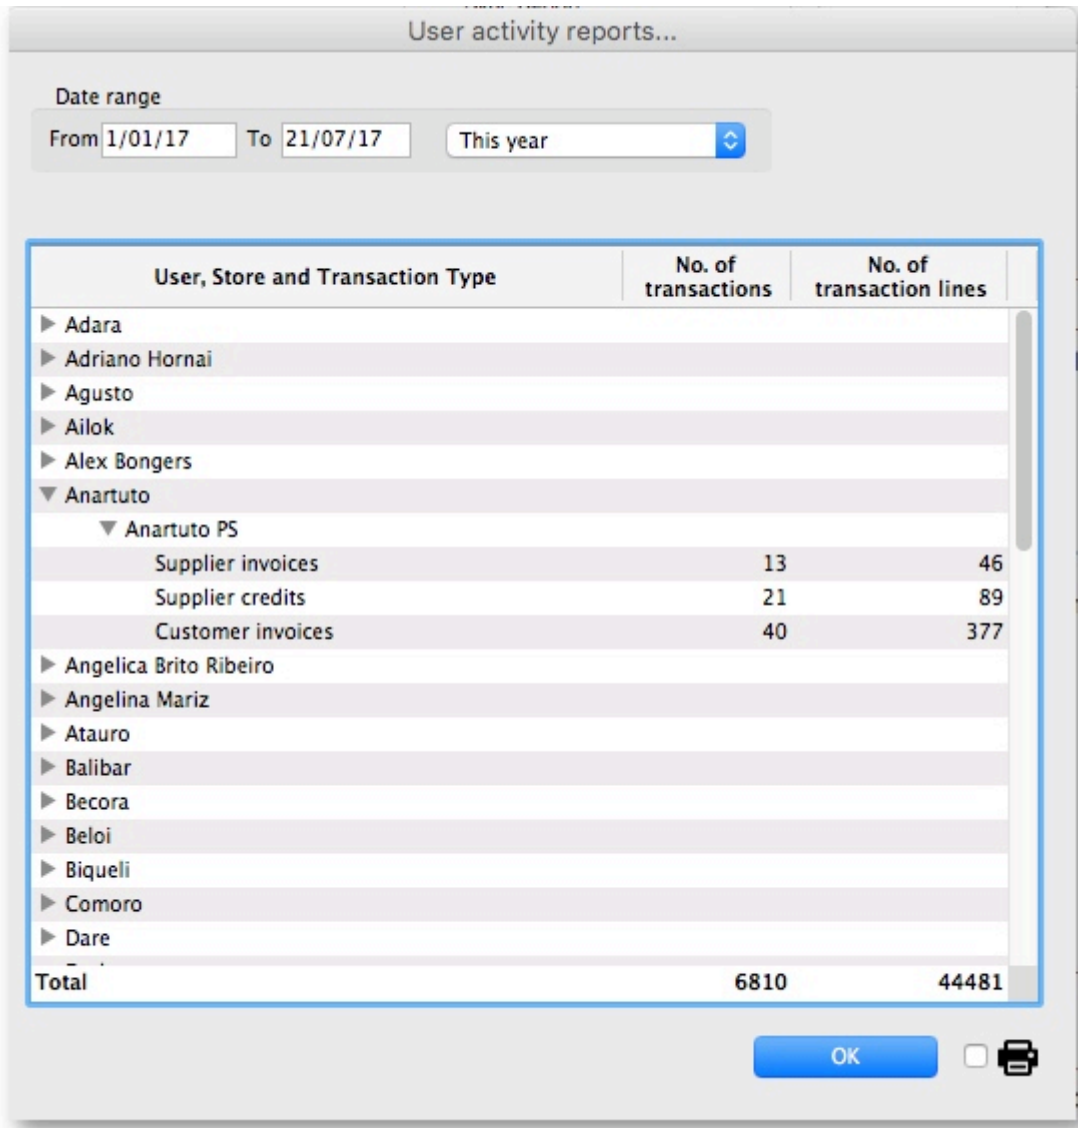 User activity reports...
Date range
From 1/01/17 To 21/07/17 This year
User, Store and Transaction Type No. of transactions No. of transaction lines
Adara
Adriano Hornai
Agusto
Ailok
Alex Bongers
Anartuto
Anartuto PS
Supplier invoices 13 46
Supplier credits 21 89
Customer invoices 40 377
Angelica Brito Ribeiro
Angelina Mariz
Atauro
Balibar
Becora
Beloi
Biqueli
Comoro
Dare
Total 6810 44481
OK